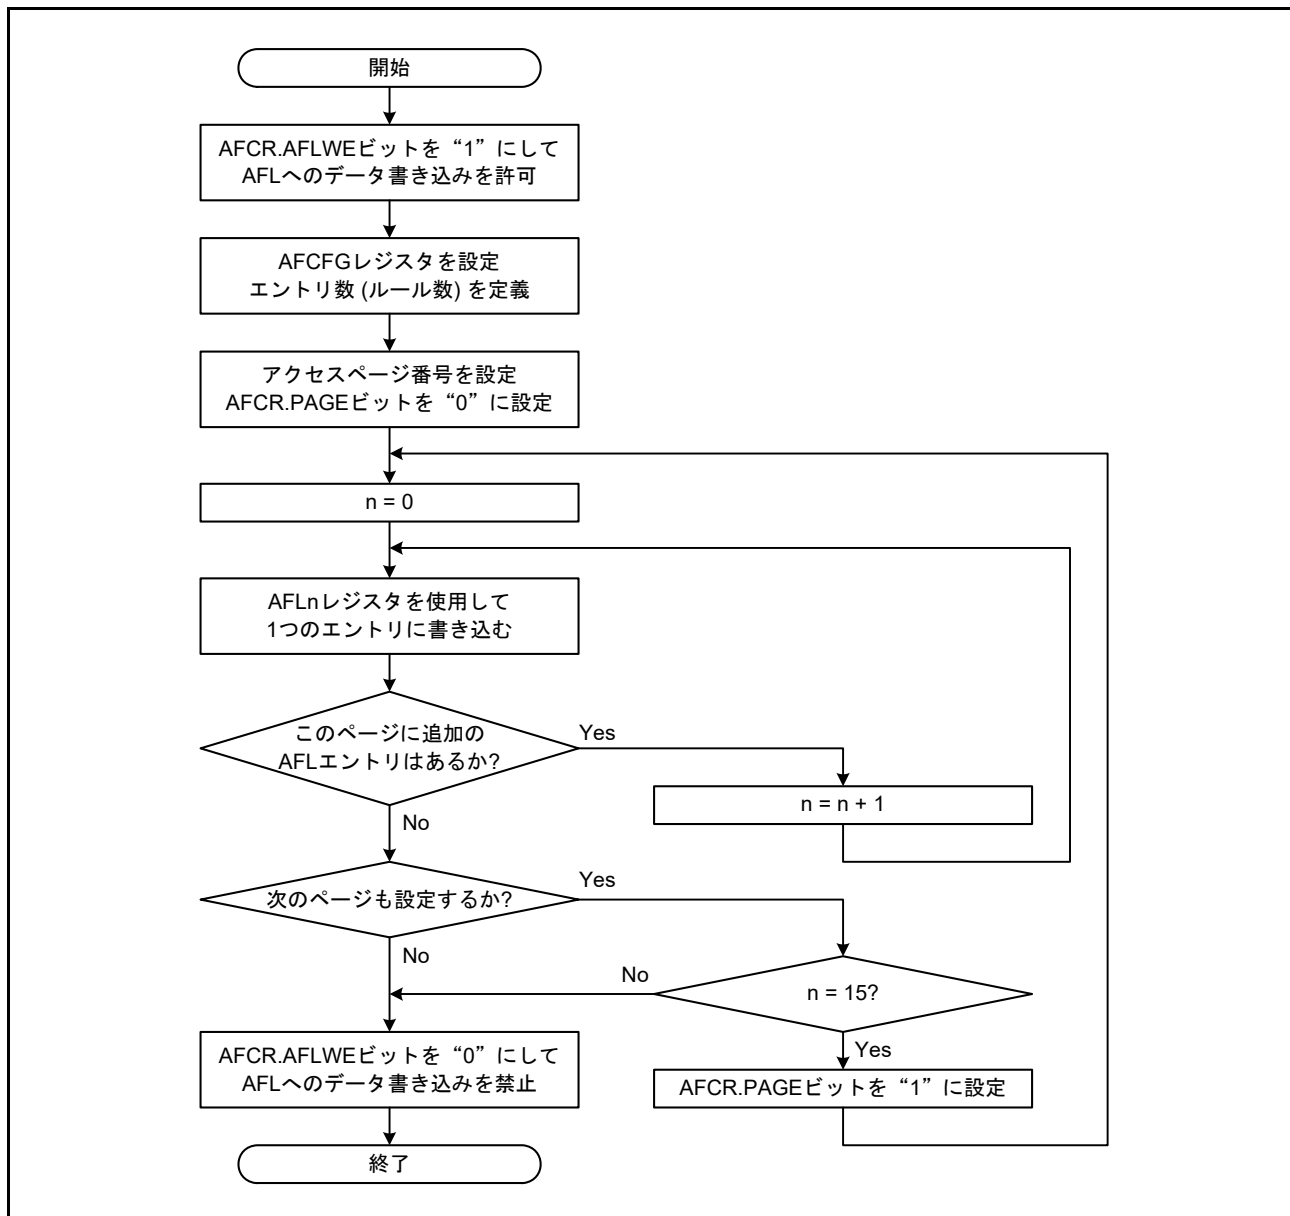 開始
AFCR.AFLWEビットを“1”にして
AFLへのデータ書き込みを許可
AFCFGレジスタを設定
エントリ数 (ルール数) を定義
アクセスページ番号を設定
AFCR.PAGEビットを“0”に設定
n = 0
AFLnレジスタを使用して
1つのエントリに書き込む
このページに追加の
AFLエントリはあるか?
Yes
n = n + 1
No
次のページも設定するか?
Yes
No
n = 15?
No
Yes
AFCR.PAGEビットを“1”に設定
AFCR.AFLWEビットを“0”にして
AFLへのデータ書き込みを禁止
終了